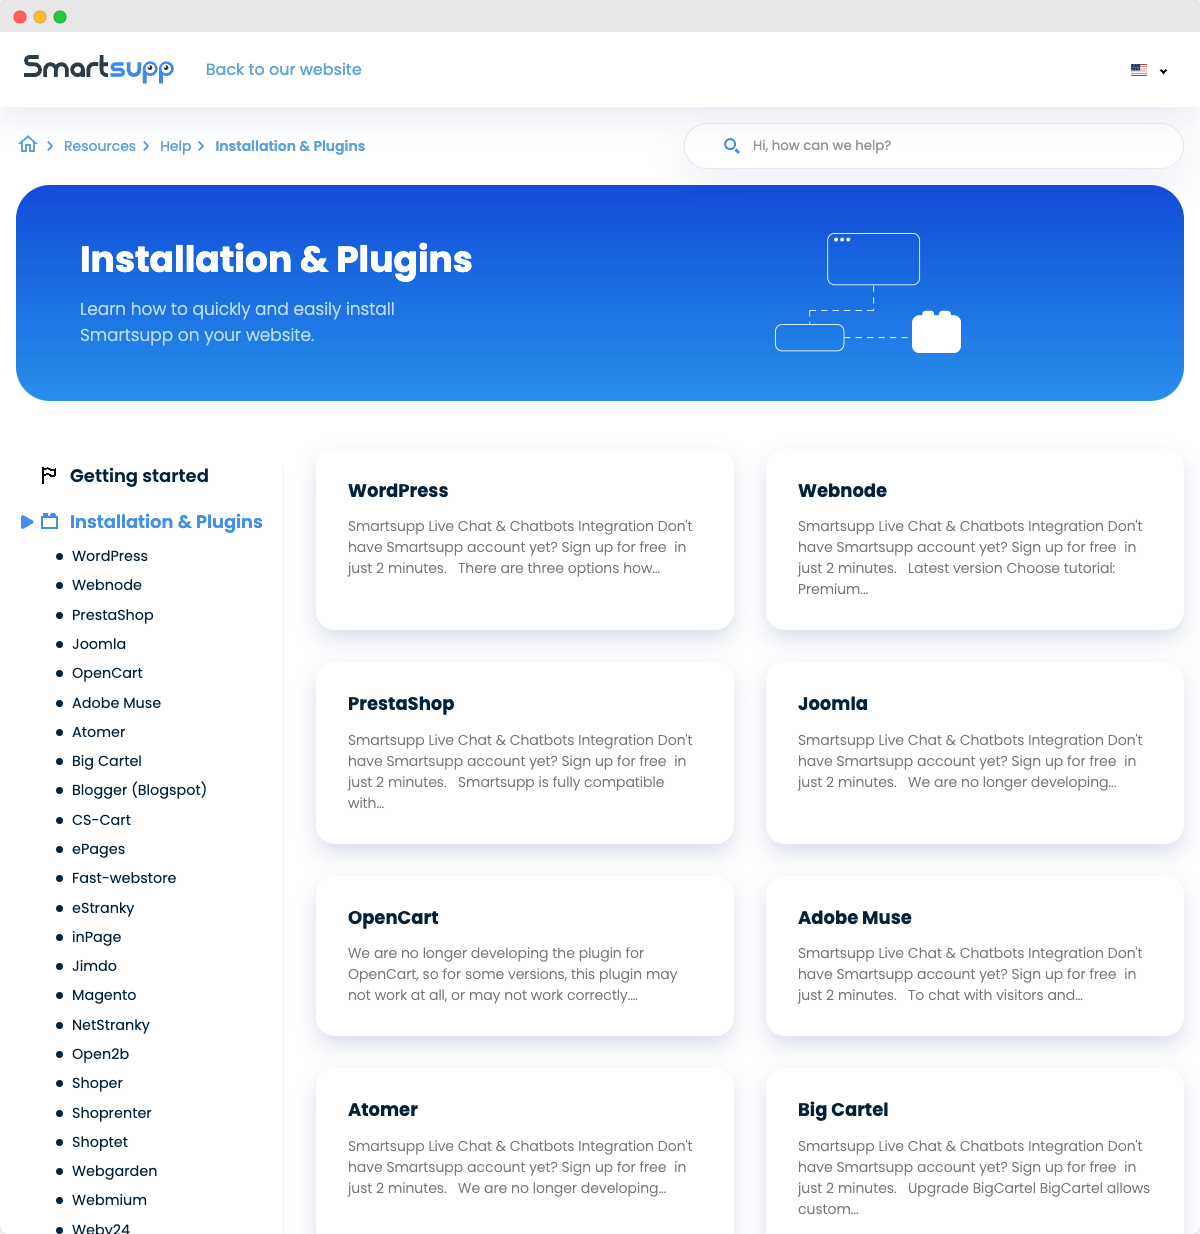 Smartsupp
Back to our website
Resources
Help
Installation & Plugins
Hi, how can we help?
Installation & Plugins
Learn how to quickly and easily install
Smartsupp on your website.
Getting started
Installation & Plugins
WordPress
Webnode
PrestaShop
Joomla
OpenCart
Adobe Muse
Atomer
Big Cartel
Blogger (Blogspot)
CS-Cart
ePages
Fast-webstore
eStranky
inPage
Jimdo
Magento
NetStranky
Open2b
Shoper
Shoprenter
Shoptet
Webgarden
Webmium
Weby24
WordPress
Smartsupp Live Chat & Chatbots Integration Don't
have Smartsupp account yet? Sign up for free in
just 2 minutes. There are three options how...
Webnode
Smartsupp Live Chat & Chatbots Integration Don't
have Smartsupp account yet? Sign up for free in
just 2 minutes. Latest version Choose tutorial:
Premium...
PrestaShop
Smartsupp Live Chat & Chatbots Integration Don't
have Smartsupp account yet? Sign up for free in
just 2 minutes. Smartsupp is fully compatible
with...
Joomla
Smartsupp Live Chat & Chatbots Integration Don't
have Smartsupp account yet? Sign up for free in
just 2 minutes. We are no longer developing...
OpenCart
We are no longer developing the plugin for
OpenCart, so for some versions, this plugin may
not work at all, or may not work correctly....
Adobe Muse
Smartsupp Live Chat & Chatbots Integration Don't
have Smartsupp account yet? Sign up for free in
just 2 minutes. To chat with visitors and...
Atomer
Smartsupp Live Chat & Chatbots Integration Don't
have Smartsupp account yet? Sign up for free in
just 2 minutes. We are no longer developing...
Big Cartel
Smartsupp Live Chat & Chatbots Integration Don't
have Smartsupp account yet? Sign up for free in
just 2 minutes. Upgrade BigCartel BigCartel allows
custom...